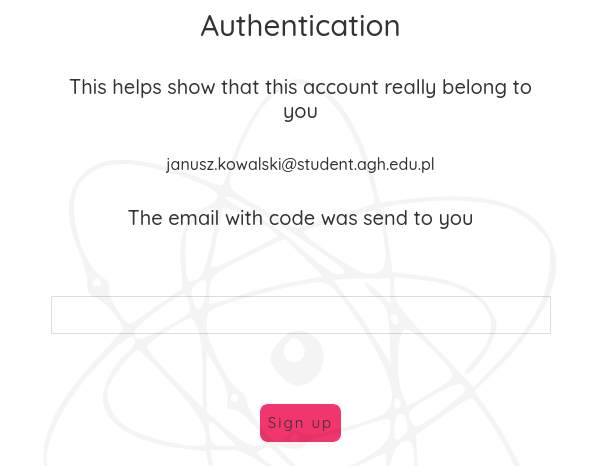 Authentication
This helps show that this account really belong to
you
janusz.kowalski@student.agh.edu.pl
The email with code was send to you
Sign up